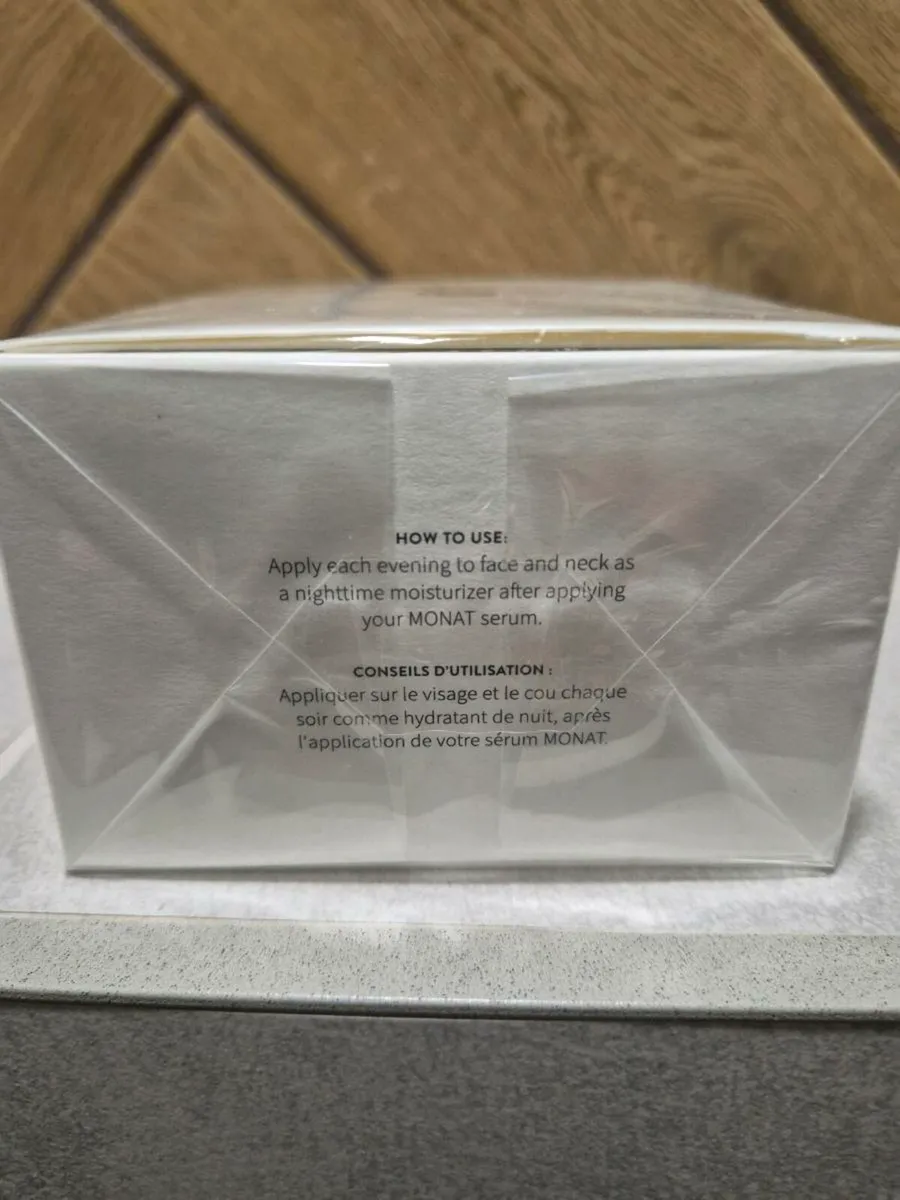 HOW TO USE:
Apply each evening to face and neck as
a nighttime moisturizer after applying
your MONAT serum.
CONSEILS D'UTILISATION :
Appliquer sur le visage et le cou chaque
soir comme hydratant de nuit, après
l'application de votre sérum MONAT.